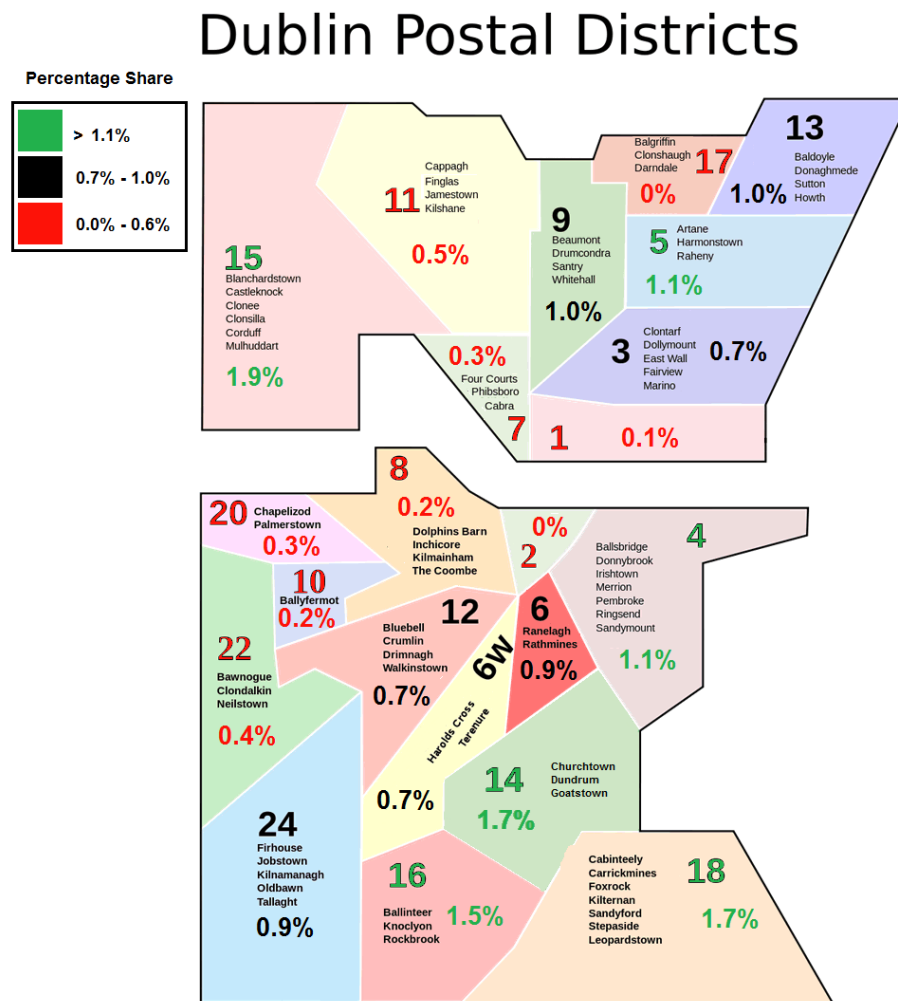 Dublin Postal Districts
Percentage Share
> 1.1%
0.7% - 1.0%
0.0% - 0.6%
15
Blanchardstown
Castleknock
Clonee
Clonsilla
Corduff
Mulhuddart
1.9%
11
Cappagh
Finglas
Jamestown
Kilshane
0.5%
9
Beaumont
Drumcondra
Santry
Whitehall
1.0%
Balgriffin
Clonshaugh
Darndale
17
0%
13
Baldoyle
Donaghmede
Sutton
Howth
1.0%
5
Artane
Harmonstown
Raheny
1.1%
3
Clontarf
Dollymount
East Wall
Fairview
Marino
0.7%
0.3%
Four Courts
Phibsboro
Cabra
7
1
0.1%
8
0.2%
Dolphins Barn
Inchicore
Kilmainham
The Coombe
20
Chapelizod
Palmerstown
0.3%
10
Ballyfermot
0.2%
0%
2
4
Ballsbridge
Donnybrook
Irishtown
Merrion
Pembroke
Ringsend
Sandymount
1.1%
12
Bluebell
Crumlin
Drimnagh
Walkinstown
0.7%
6
Ranelagh
Rathmines
0.9%
6w
Harolds Cross
Terenure
0.7%
22
Bawnogue
Clondalkin
Neilstown
0.4%
14
Churchtown
Dundrum
Goatstown
1.7%
24
Firhouse
Jobstown
Kilnamanagh
Oldbawn
Tallaght
0.9%
16
Ballinteer
Knoclyon
Rockbrook
1.5%
18
Cabinteely
Carrickmines
Foxrock
Kilternan
Sandyford
Stepaside
Leopardstown
1.7%